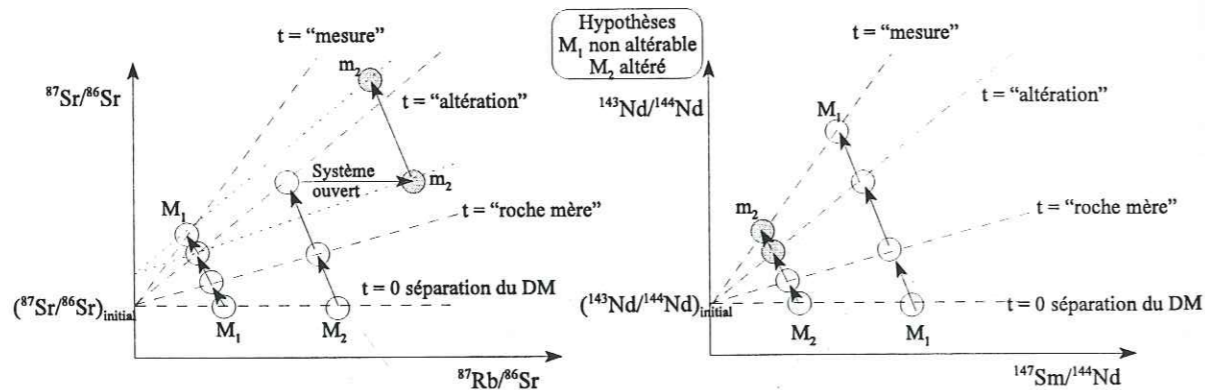 Hypothèses
M₁ non altérable
M₂ altéré
t = “mesure”
m₂
⁸⁷Sr/⁸⁶Sr
t = “altération”
Système
ouvert
m₂
M₁
t = “roche mère”
(⁸⁷Sr/⁸⁶Sr)initial
t = 0 séparation du DM
M₁
M₂
⁸⁷Rb/⁸⁶Sr
t = “mesure”
¹⁴³Nd/¹⁴⁴Nd
t = “altération”
M₁
m₂
t = “roche mère”
(¹⁴³Nd/¹⁴⁴Nd)initial
t = 0 séparation du DM
M₂
M₁
¹⁴⁷Sm/¹⁴⁴Nd